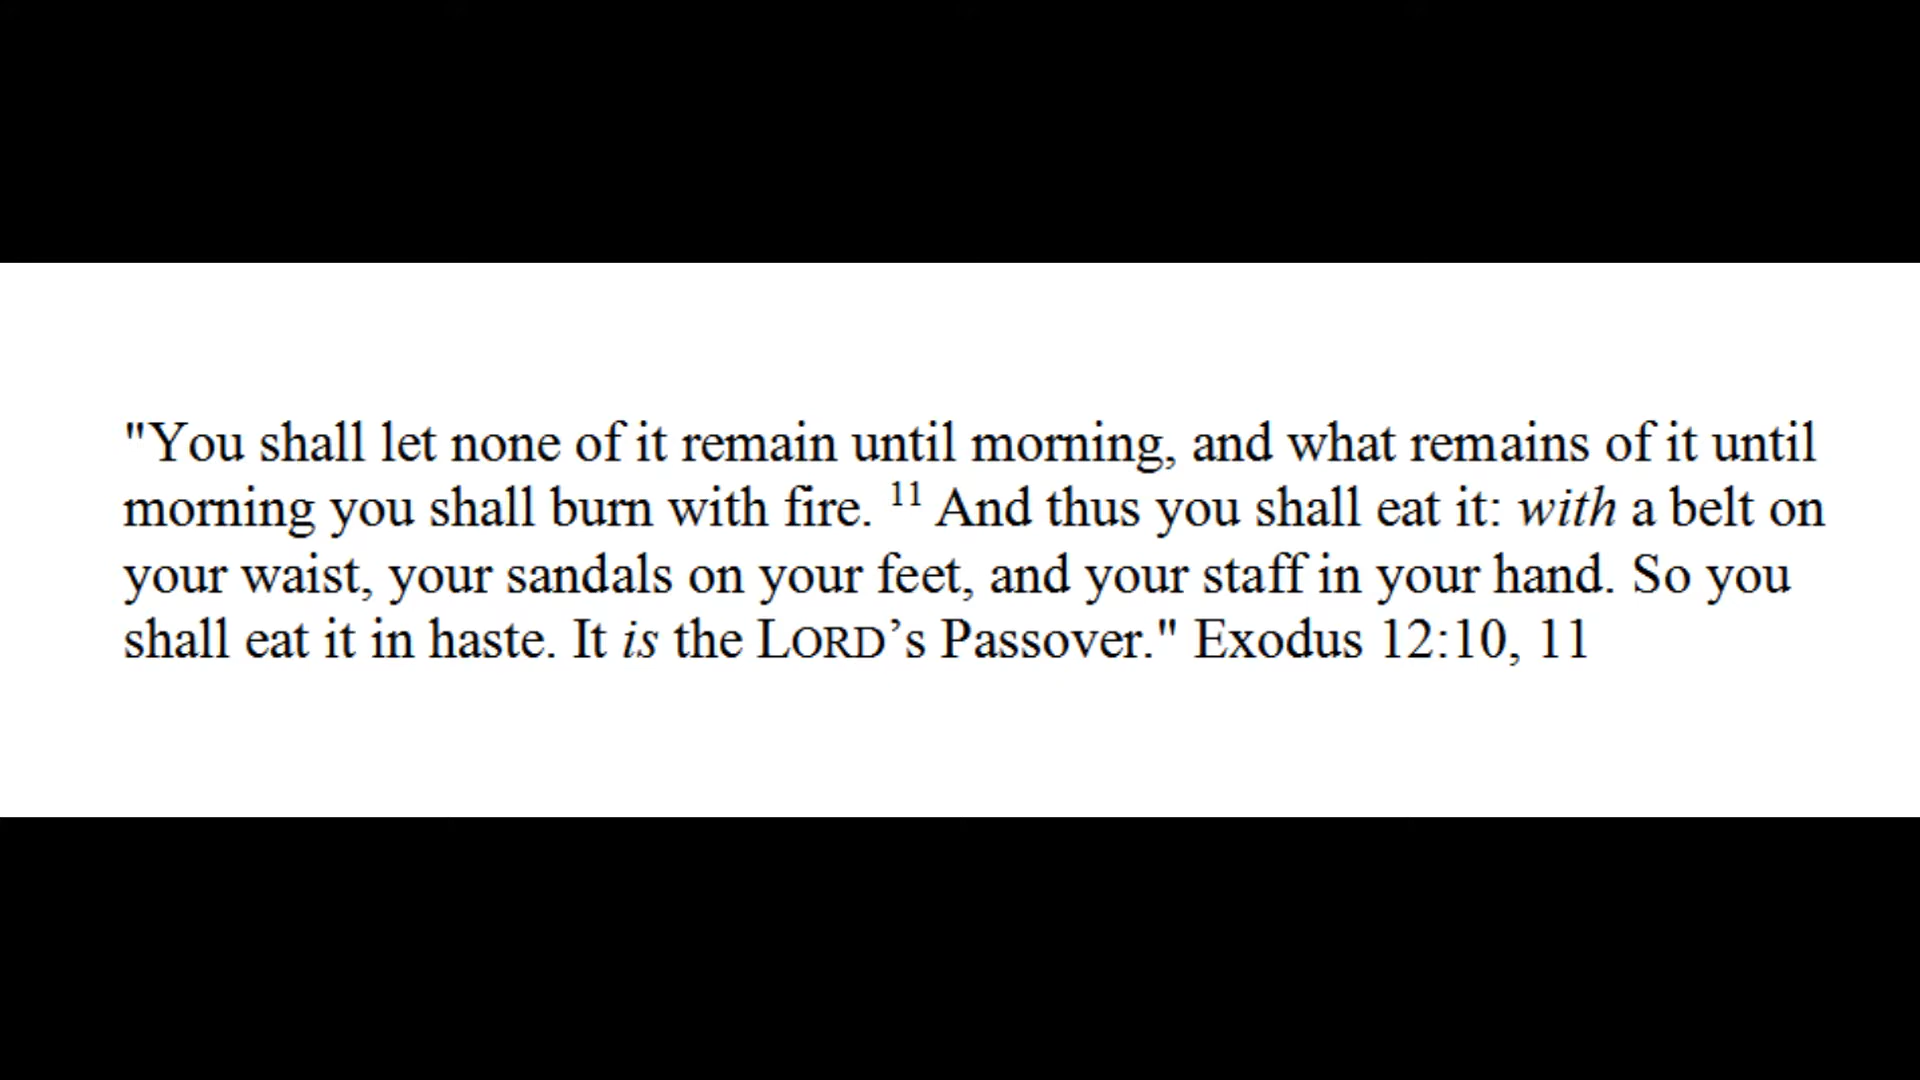 "You shall let none of it remain until morning, and what remains of it until
morning you shall burn with fire. ¹¹ And thus you shall eat it: with a belt on
your waist, your sandals on your feet, and your staff in your hand. So you
shall eat it in haste. It is the LORD’s Passover." Exodus 12:10, 11